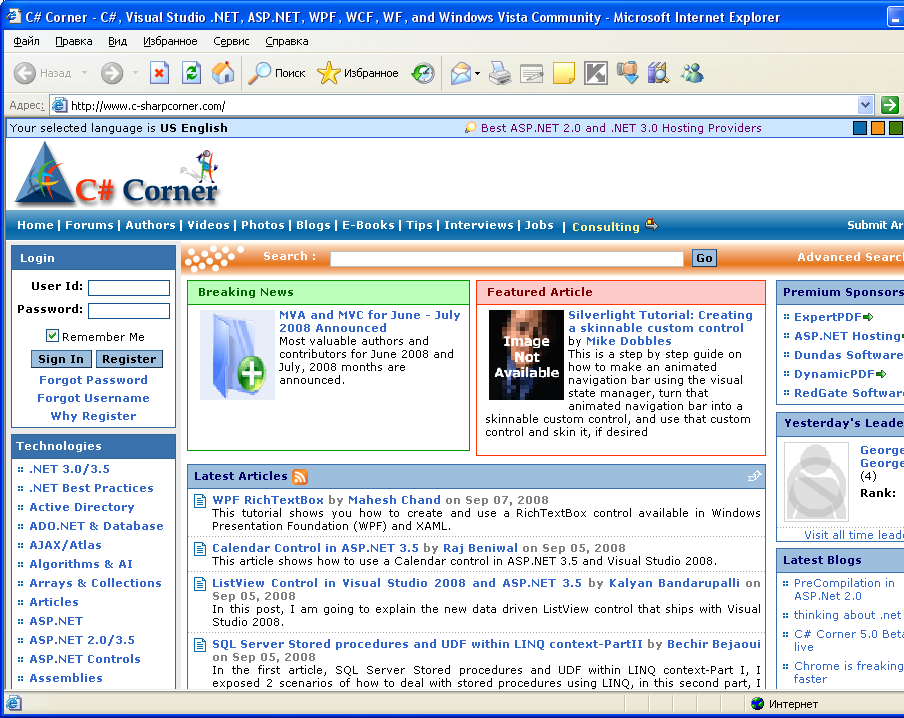 C# Corner - C#, Visual Studio .NET, ASP.NET, WPF, WCF, WF, and Windows Vista Community - Microsoft Internet Explorer
Файл Правка Вид Избранное Сервис Справка
Назад Поиск Избранное
Адрес: http://www.c-sharpcorner.com/
Your selected language is US English
Best ASP.NET 2.0 and .NET 3.0 Hosting Providers
C# Corner
Home | Forums | Authors | Videos | Photos | Blogs | E-Books | Tips | Interviews | Jobs | Consulting
Submit Ar
Login
User Id:
Password:
Remember Me
Sign In Register
Forgot Password
Forgot Username
Why Register
Technologies
.NET 3.0/3.5
.NET Best Practices
Active Directory
ADO.NET & Database
AJAX/Atlas
Algorithms & AI
Arrays & Collections
Articles
ASP.NET
ASP.NET 2.0/3.5
ASP.NET Controls
Assemblies
Search :
Go
Advanced Searc
Breaking News
MVA and MVC for June - July
2008 Announced
Most valuable authors and
contributors for June 2008 and
July, 2008 months are
announced.
Featured Article
Image
Not
Available
Silverlight Tutorial: Creating
a skinnable custom control
by Mike Dobbles
This is a step by step guide on
how to make an animated
navigation bar using the visual
state manager, turn that
animated navigation bar into a
skinnable custom control, and use that custom
control and skin it, if desired
Latest Articles
WPF RichTextBox by Mahesh Chand on Sep 07, 2008
This tutorial shows you how to create and use a RichTextBox control available in Windows
Presentation Foundation (WPF) and XAML.
Calendar Control in ASP.NET 3.5 by Raj Beniwal on Sep 05, 2008
This article shows how to use a Calendar control in ASP.NET 3.5 and Visual Studio 2008.
ListView Control in Visual Studio 2008 and ASP.NET 3.5 by Kalyan Bandarupalli on
Sep 05, 2008
In this post, I am going to explain the new data driven ListView control that ships with Visual
Studio 2008.
SQL Server Stored procedures and UDF within LINQ context-PartII by Bechir Bejaoui
on Sep 05, 2008
In the first article, SQL Server Stored procedures and UDF within LINQ context-Part I, I
exposed 2 scenarios of how to deal with stored procedures using LINQ, in this second part, I
Premium Sponsors
ExpertPDF
ASP.NET Hosting
Dundas Software
DynamicPDF
RedGate Softwar
Yesterday's Leade
George
George
(4)
Rank:
Visit all time leade
Latest Blogs
PreCompilation in
ASP.Net 2.0
thinking about .net
C# Corner 5.0 Beta
live
Chrome is freaking
faster
Интернет